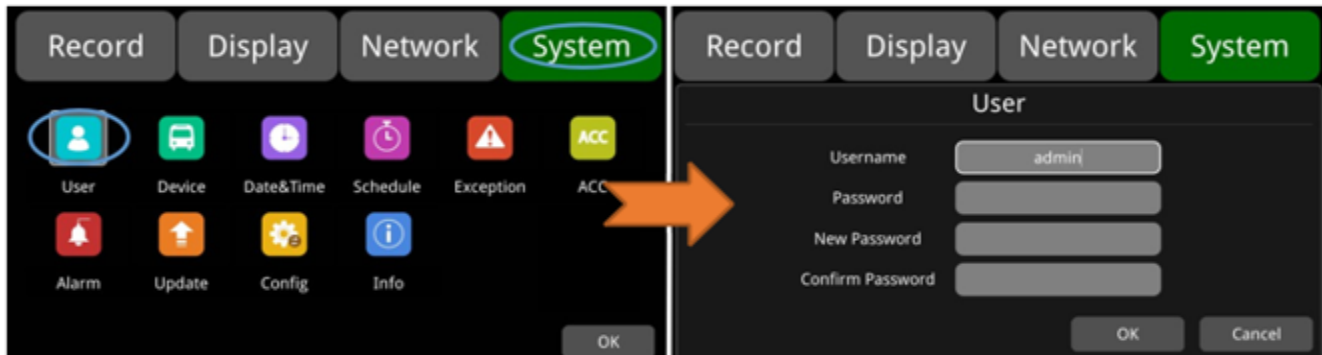 Record Display Network System
User Device Date&Time Schedule Exception ACC ACC
Alarm Update Config Info
OK
Record Display Network System
User
Username admin
Password
New Password
Confirm Password
OK Cancel